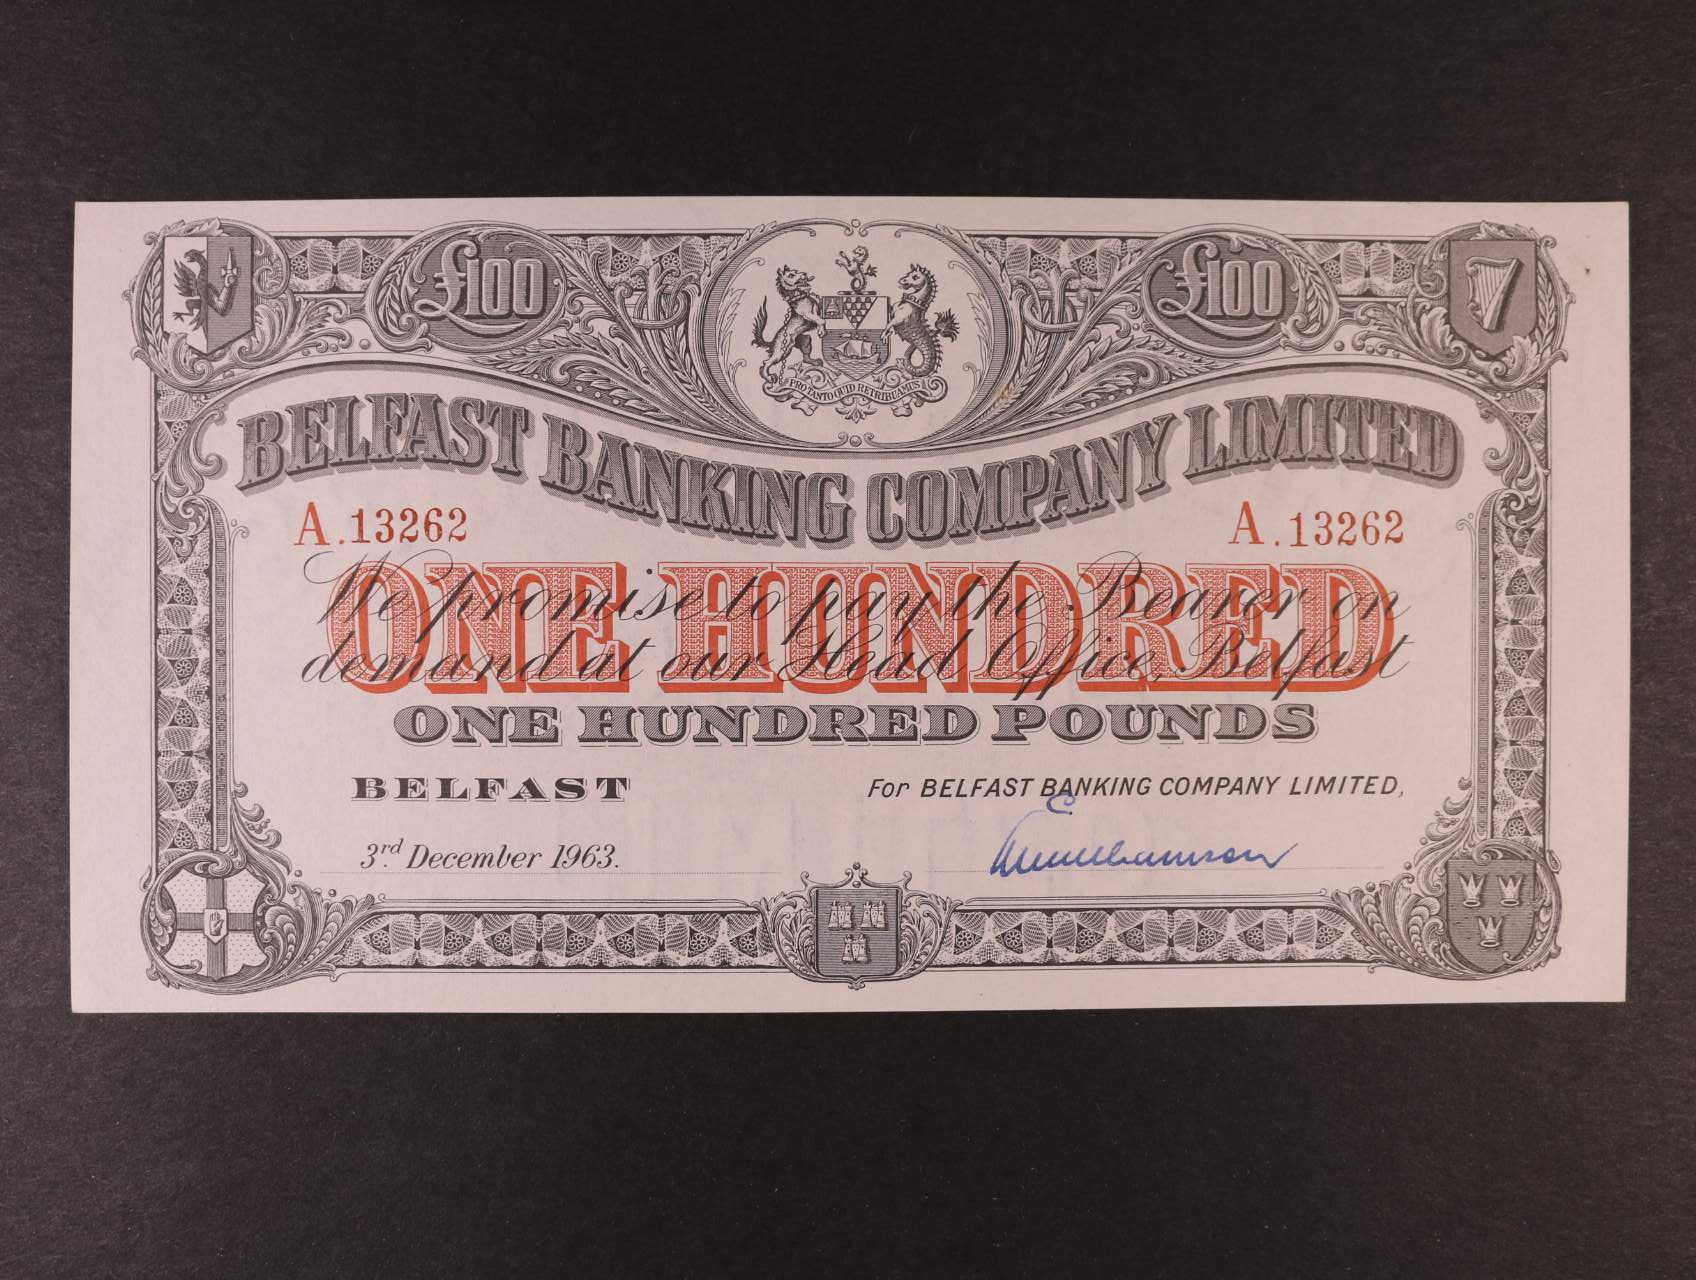 £100 £100
PRO TANTO QUID RETRIBUAMUS
BELFAST BANKING COMPANY LIMITED
A.13262 A.13262
ONE HUNDRED
We promise to pay the Bearer on
demand at our Head Office, Belfast
ONE HUNDRED POUNDS
BELFAST
For BELFAST BANKING COMPANY LIMITED,
3rd December 1963.